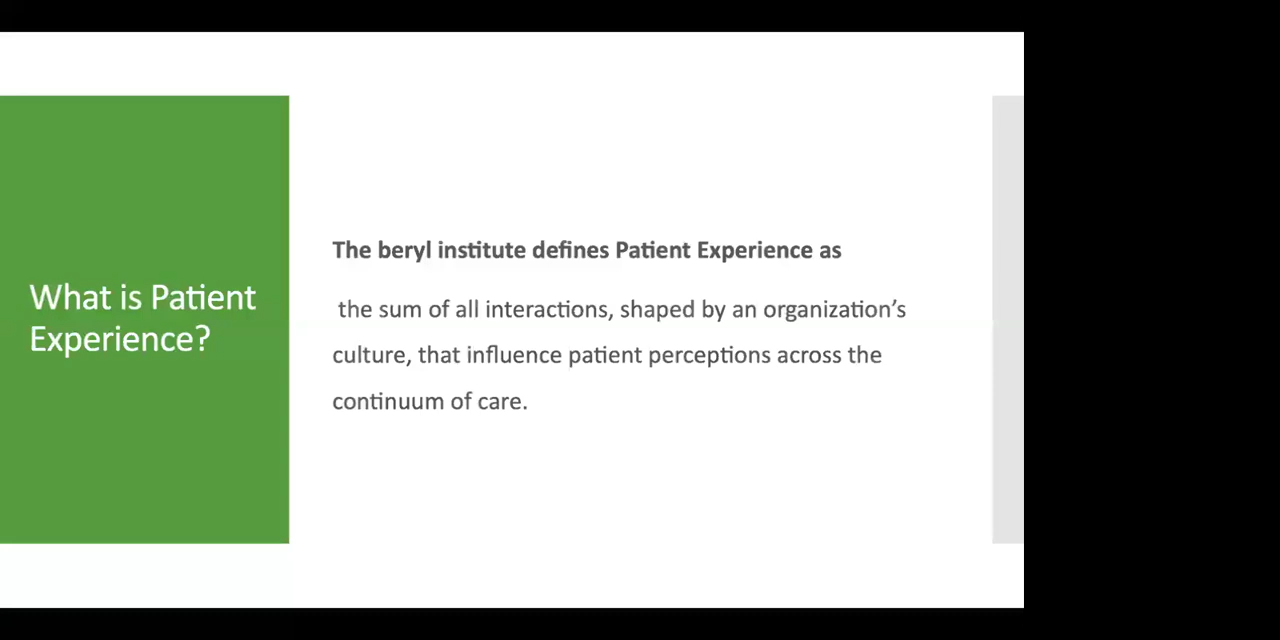 What is Patient
Experience?
The beryl institute defines Patient Experience as
the sum of all interactions, shaped by an organization’s
culture, that influence patient perceptions across the
continuum of care.